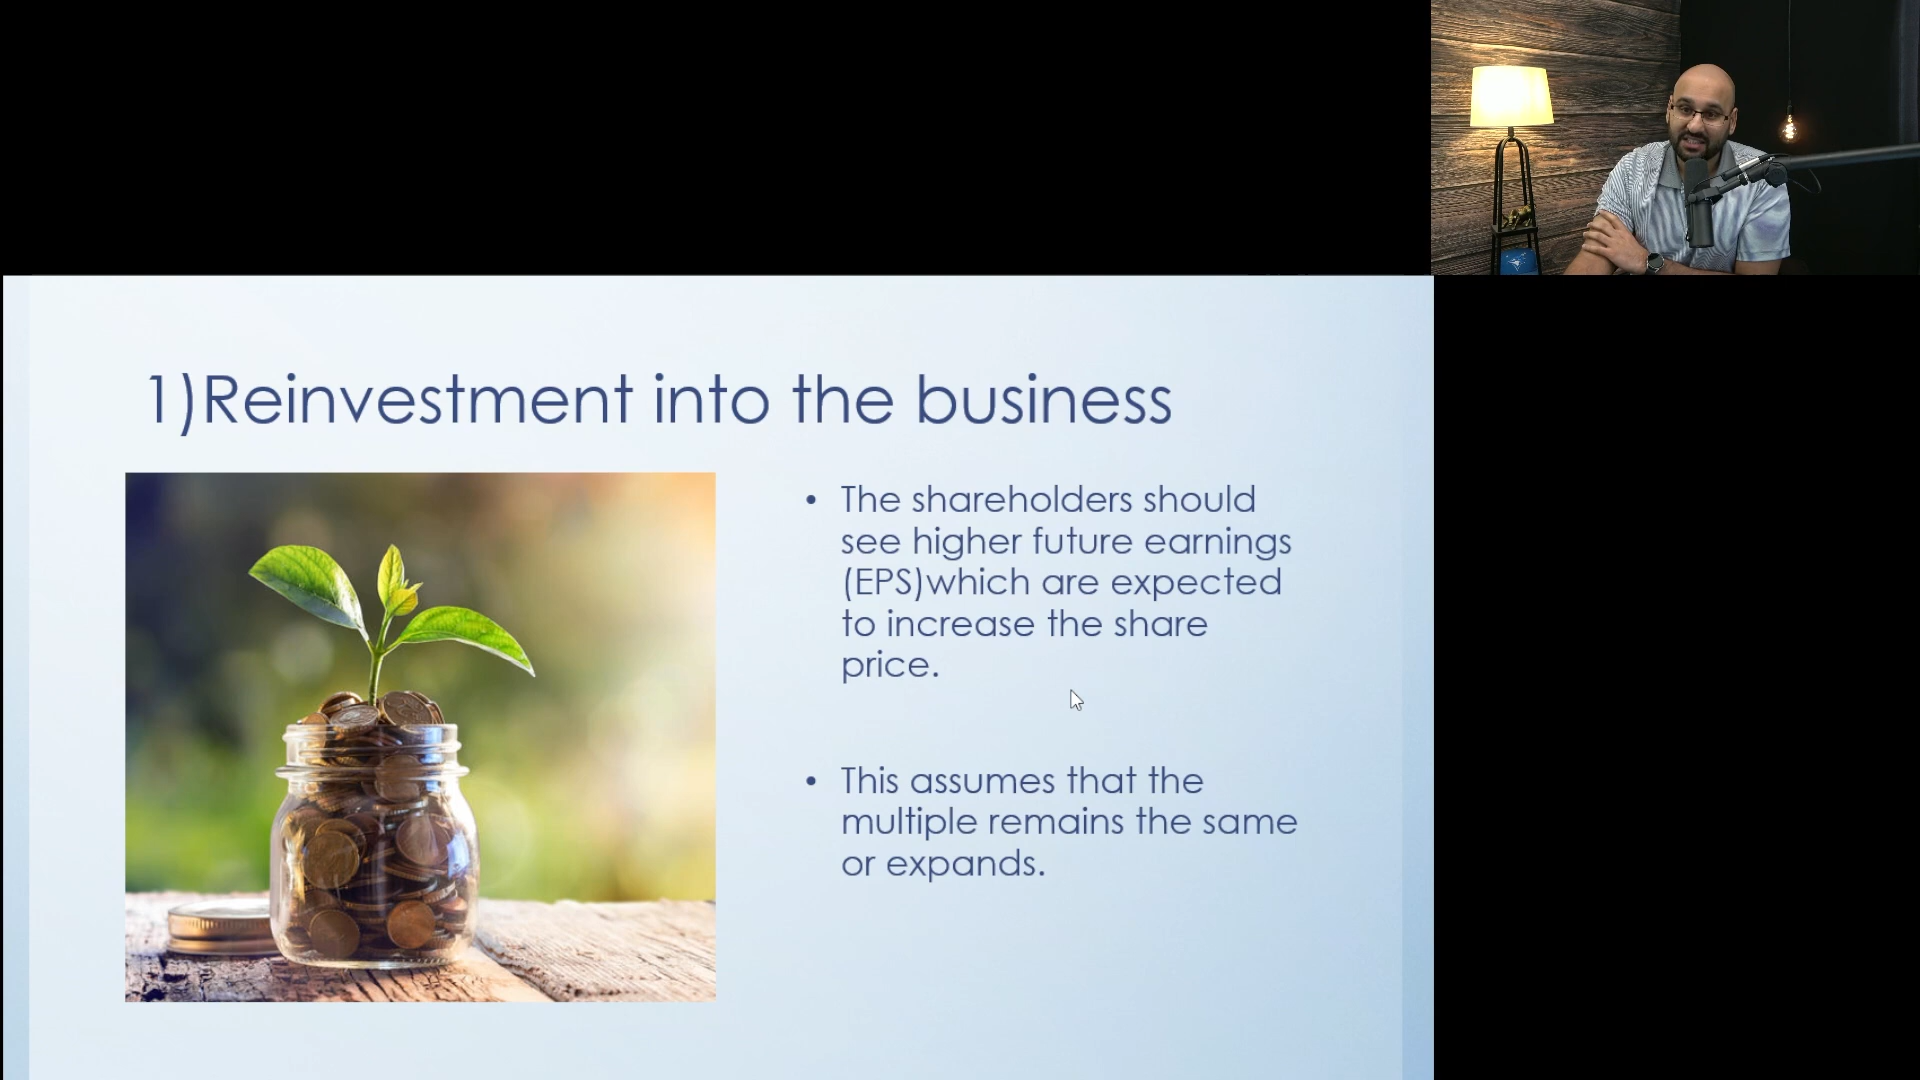 1)Reinvestment into the business
• The shareholders should
see higher future earnings
(EPS)which are expected
to increase the share
price.
• This assumes that the
multiple remains the same
or expands.